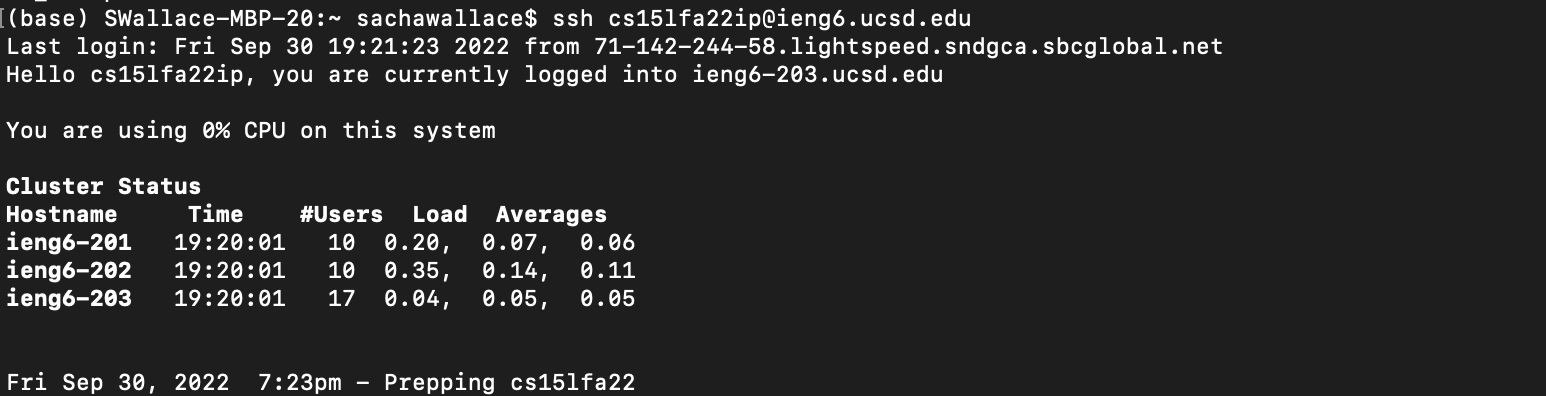 (base) SWallace-MBP-20:~ sachawallace$ ssh cs15lfa22ip@ieng6.ucsd.edu
Last login: Fri Sep 30 19:21:23 2022 from 71-142-244-58.lightspeed.sndgca.sbcglobal.net
Hello cs15lfa22ip, you are currently logged into ieng6-203.ucsd.edu
You are using 0% CPU on this system
Cluster Status
Hostname     Time    #Users  Load  Averages
ieng6-201   19:20:01   10  0.20,  0.07,  0.06
ieng6-202   19:20:01   10  0.35,  0.14,  0.11
ieng6-203   19:20:01   17  0.04,  0.05,  0.05
Fri Sep 30, 2022  7:23pm - Prepping cs15lfa22